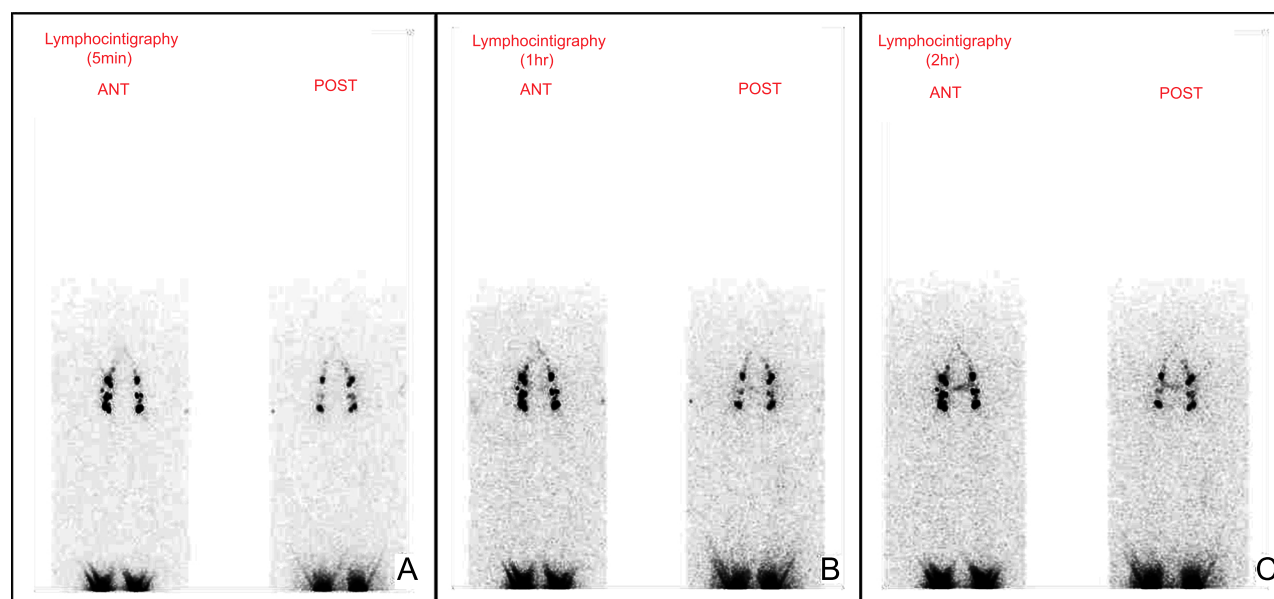 Lymphocintigraphy
(5min)
ANT
POST
A
Lymphocintigraphy
(1hr)
ANT
POST
B
Lymphocintigraphy
(2hr)
ANT
POST
C